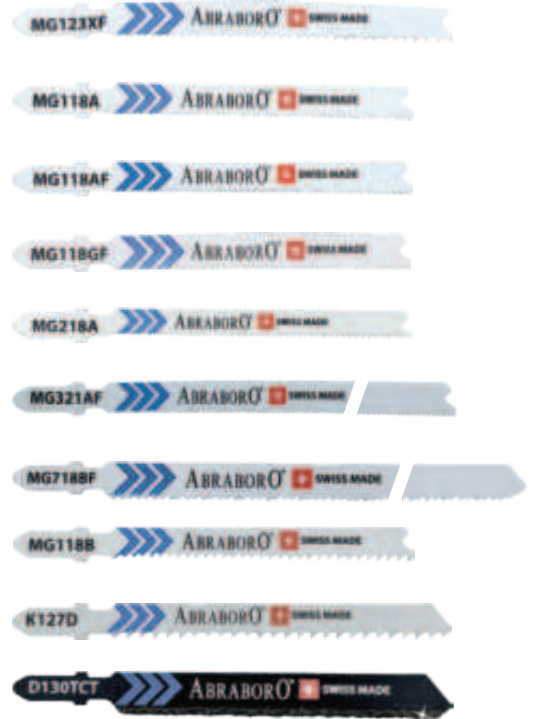 MG123XF ABRABORO SWISS MADE
MG118A ABRABORO SWISS MADE
MG118AF ABRABORO SWISS MADE
MG118GF ABRABORO SWISS MADE
MG218A ABRABORO SWISS MADE
MG321AF ABRABORO SWISS MADE
MG718BF ABRABORO SWISS MADE
MG118B ABRABORO SWISS MADE
K127D ABRABORO SWISS MADE
D130TCT ABRABORO SWISS MADE